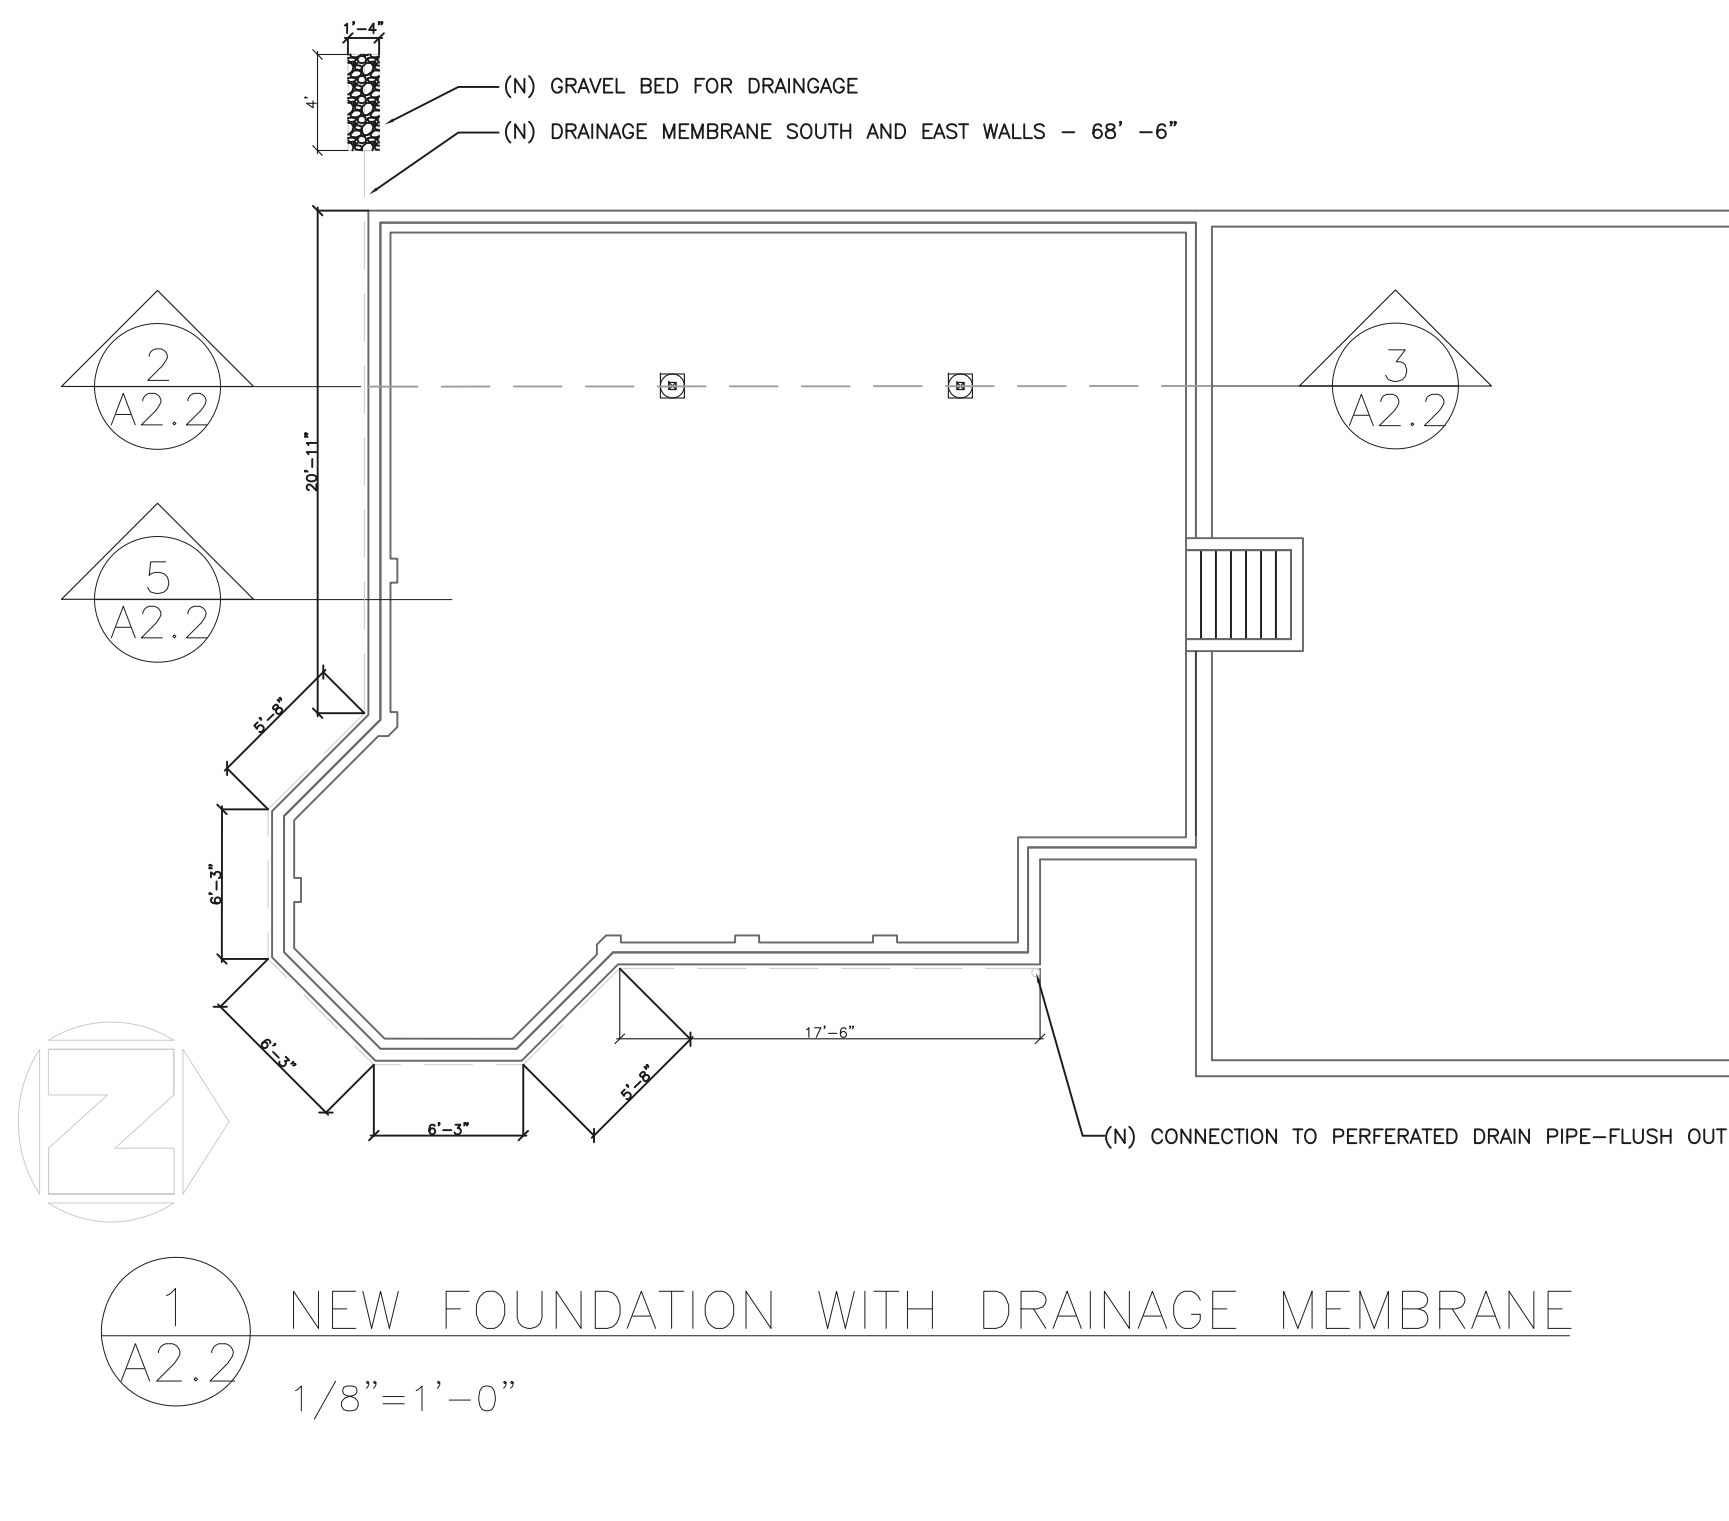 1'-4"
4'
(N) GRAVEL BED FOR DRAINGAGE
(N) DRAINAGE MEMBRANE SOUTH AND EAST WALLS - 68' -6"
2
A2.2
3
A2.2
20'-11"
5
A2.2
5'-8"
6'-3"
6'-3"
6'-3"
5'-8"
17'-6"
(N) CONNECTION TO PERFERATED DRAIN PIPE-FLUSH OUT
N
1
A2.2
NEW FOUNDATION WITH DRAINAGE MEMBRANE
1/8"=1'-0"